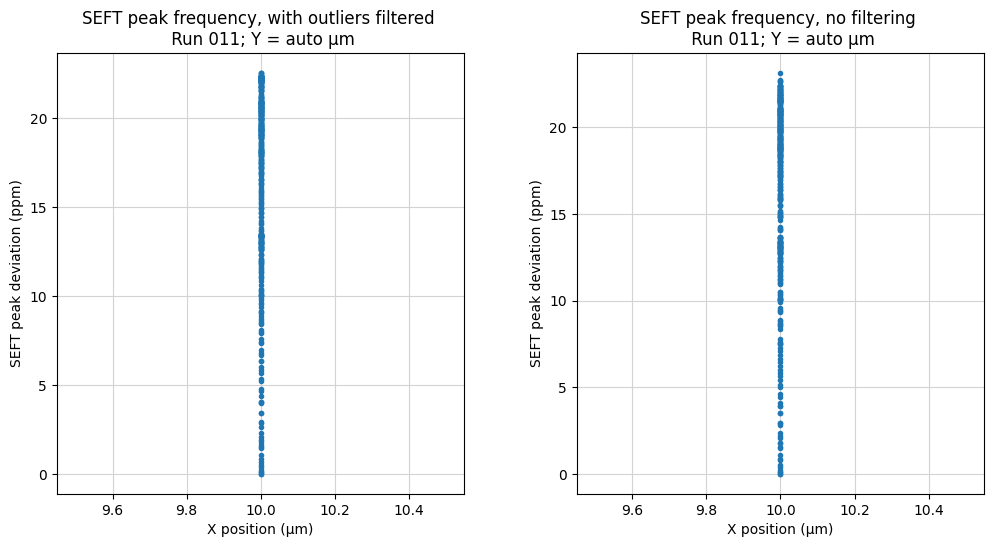 SEFT peak frequency, with outliers filtered
Run 011; Y = auto µm
SEFT peak deviation (ppm)
20
15
10
5
0
9.6 9.8 10.0 10.2 10.4
X position (µm)
SEFT peak frequency, no filtering
Run 011; Y = auto µm
SEFT peak deviation (ppm)
20
15
10
5
0
9.6 9.8 10.0 10.2 10.4
X position (µm)